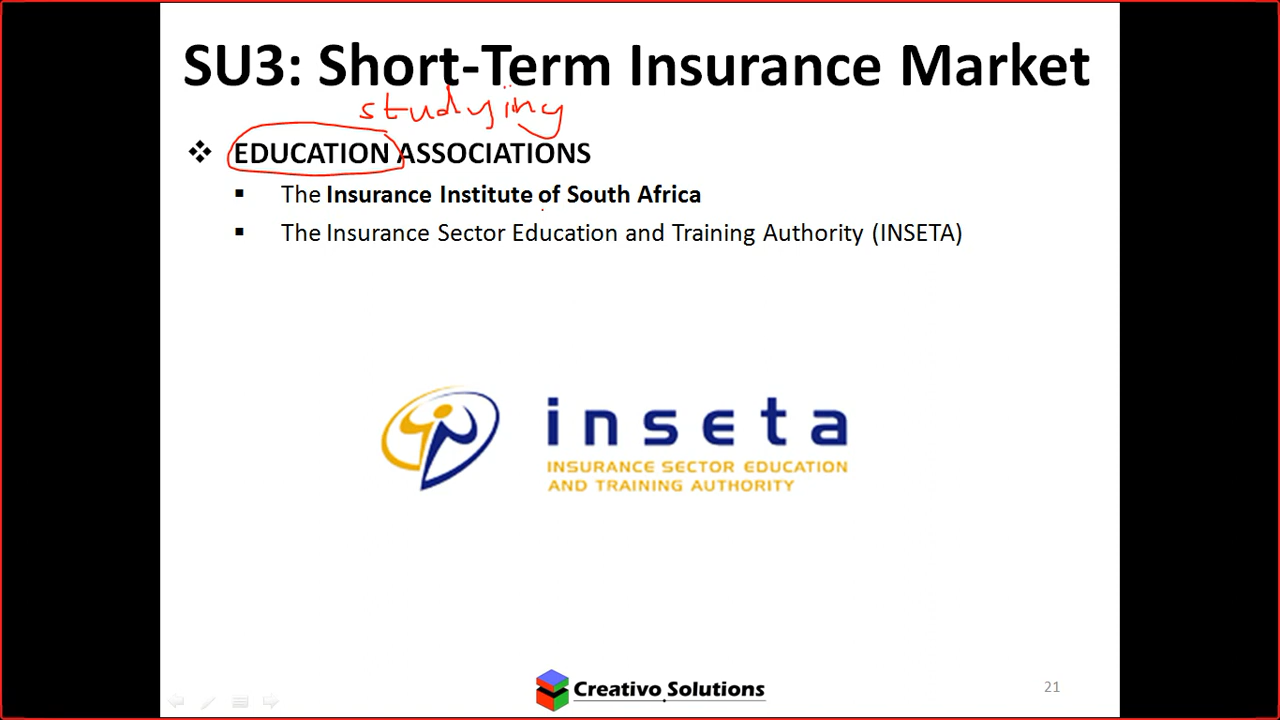 SU3: Short-Term Insurance Market
studying
EDUCATION ASSOCIATIONS
The Insurance Institute of South Africa
The Insurance Sector Education and Training Authority (INSETA)
inseta
INSURANCE SECTOR EDUCATION
AND TRAINING AUTHORITY
Creativo Solutions
21